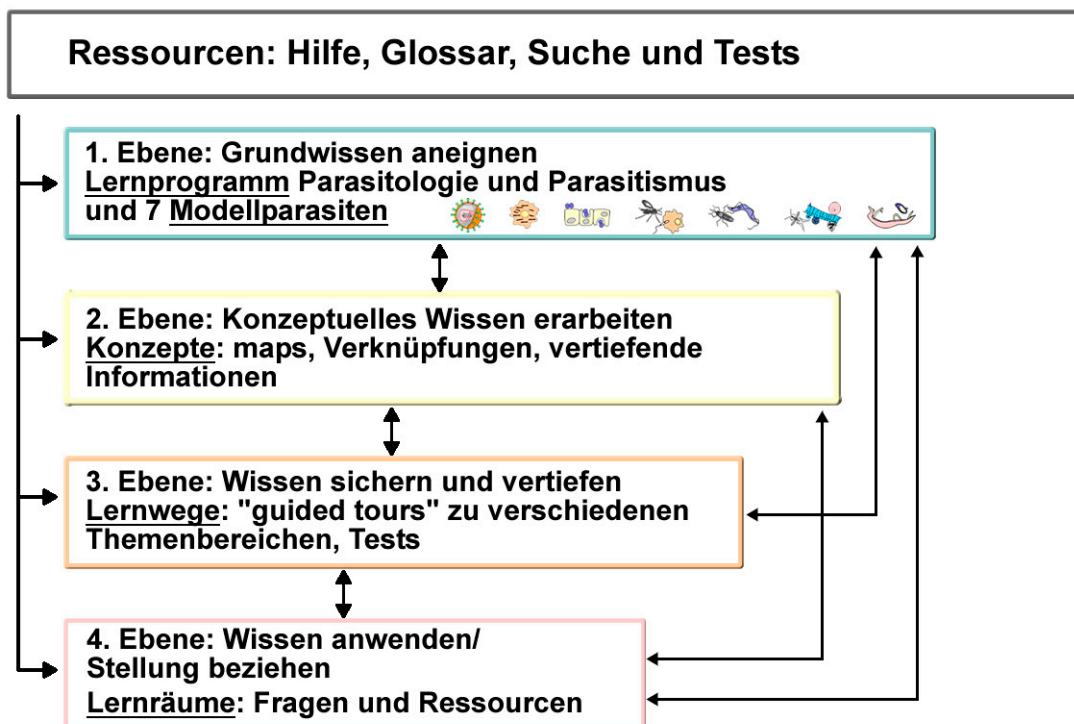 Ressourcen: Hilfe, Glossar, Suche und Tests
1. Ebene: Grundwissen aneignen
Lernprogramm Parasitologie und Parasitismus
und 7 Modellparasiten
2. Ebene: Konzeptuelles Wissen erarbeiten
Konzepte: maps, Verknüpfungen, vertiefende
Informationen
3. Ebene: Wissen sichern und vertiefen
Lernwege: "guided tours" zu verschiedenen
Themenbereichen, Tests
4. Ebene: Wissen anwenden/
Stellung beziehen
Lernräume: Fragen und Ressourcen